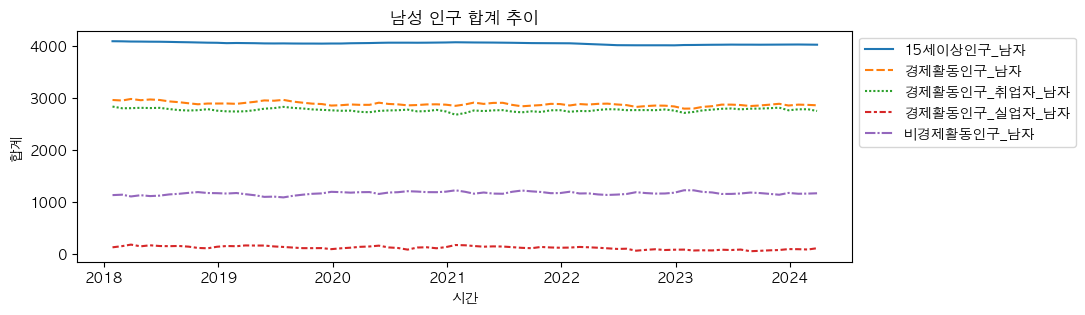 남성 인구 합계 추이
합계
4000
3000
2000
1000
0
2018 2019 2020 2021 2022 2023 2024
시간
15세이상인구_남자
경제활동인구_남자
경제활동인구_취업자_남자
경제활동인구_실업자_남자
비경제활동인구_남자